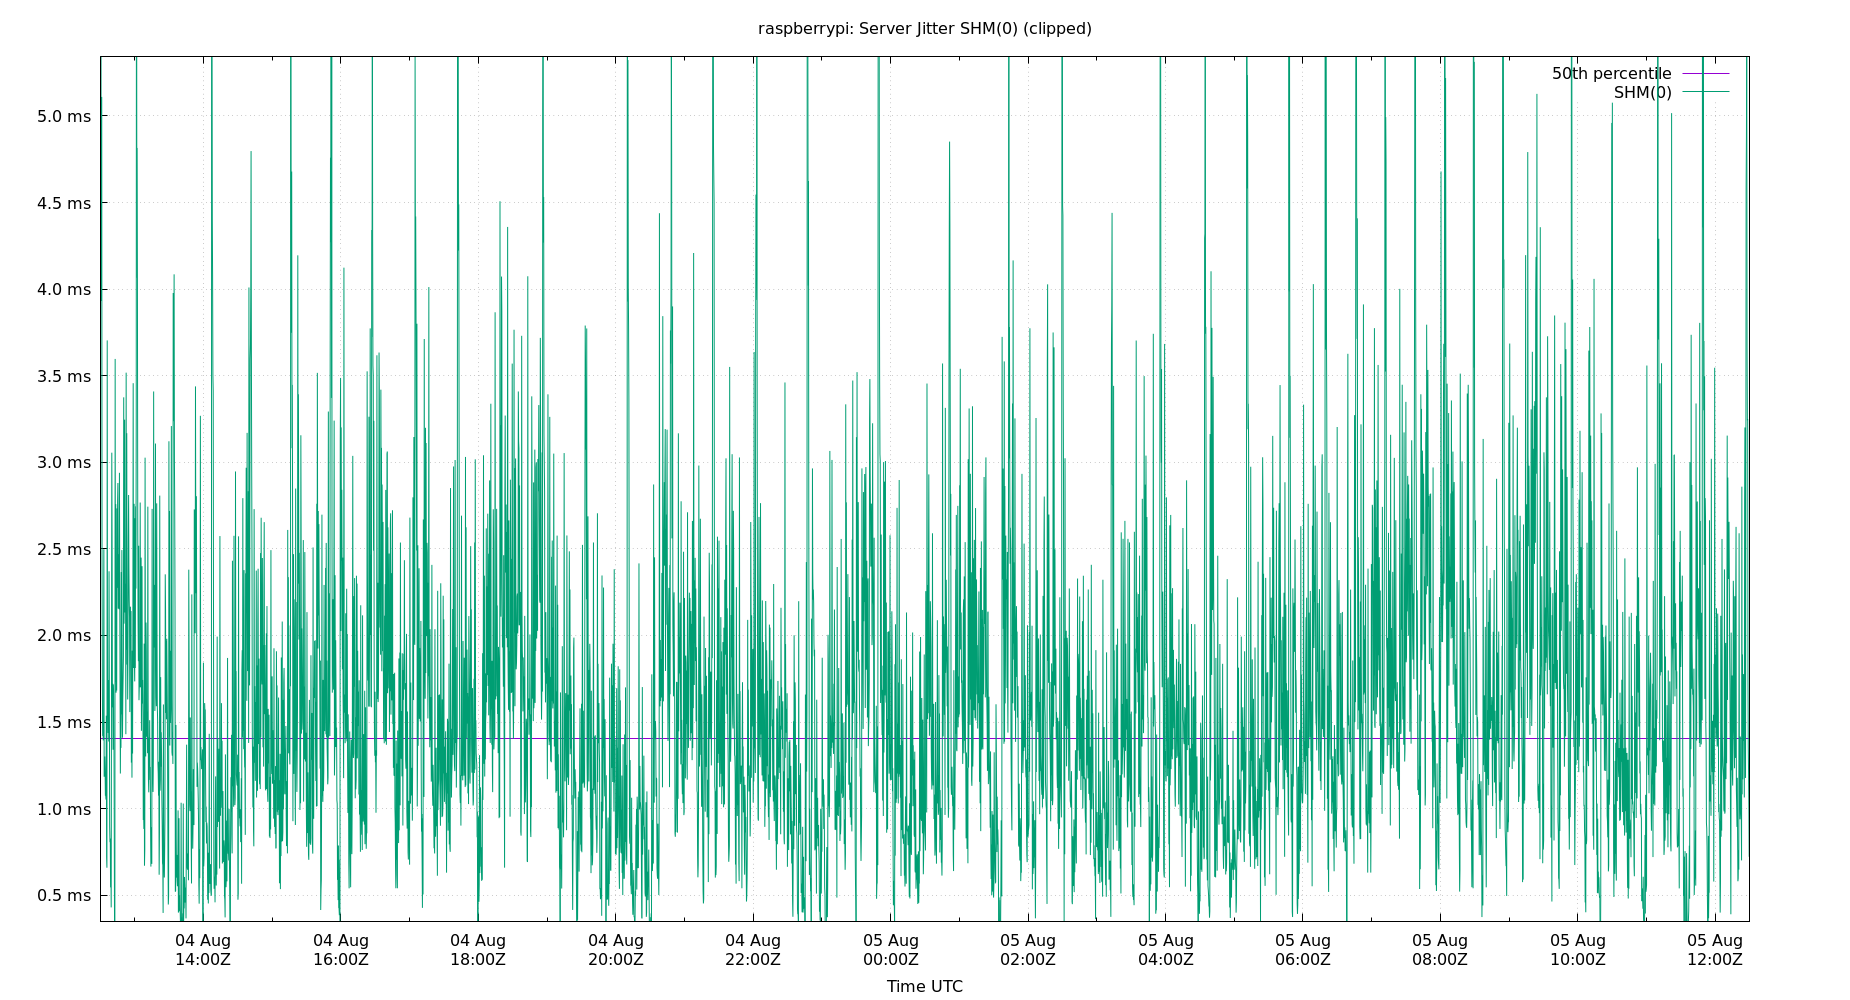 raspberrypi: Server Jitter SHM(0) (clipped)
50th percentile
SHM(0)
5.0 ms
4.5 ms
4.0 ms
3.5 ms
3.0 ms
2.5 ms
2.0 ms
1.5 ms
1.0 ms
0.5 ms
04 Aug 04 Aug 04 Aug 04 Aug 04 Aug 05 Aug 05 Aug 05 Aug 05 Aug 05 Aug 05 Aug 05 Aug
14:00Z 16:00Z 18:00Z 20:00Z 22:00Z 00:00Z 02:00Z 04:00Z 06:00Z 08:00Z 10:00Z 12:00Z
Time UTC